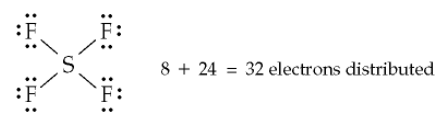 :F: :F:
S 8 + 24 = 32 electrons distributed
:F: :F: